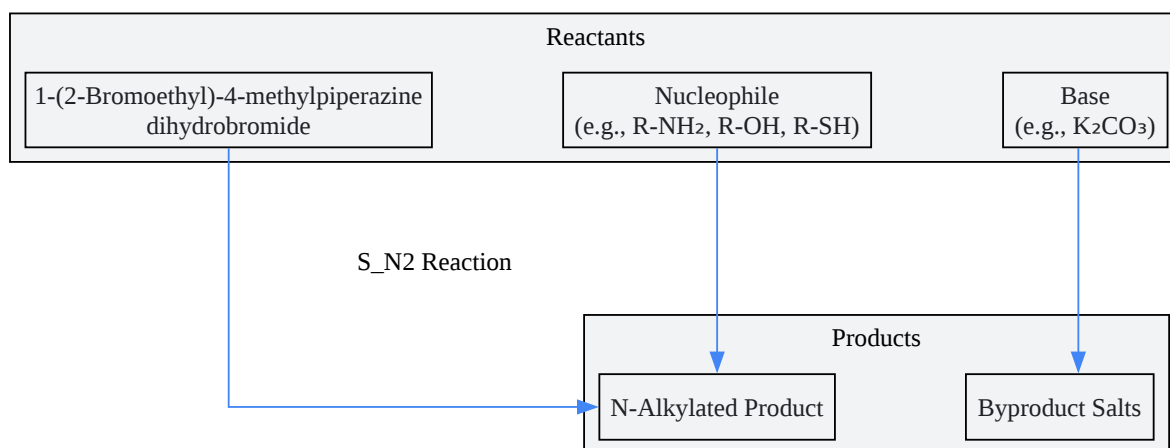 Reactants
1-(2-Bromoethyl)-4-methylpiperazine
dihydrobromide
Nucleophile
(e.g., R-NH₂, R-OH, R-SH)
Base
(e.g., K₂CO₃)
S_N2 Reaction
Products
N-Alkylated Product
Byproduct Salts